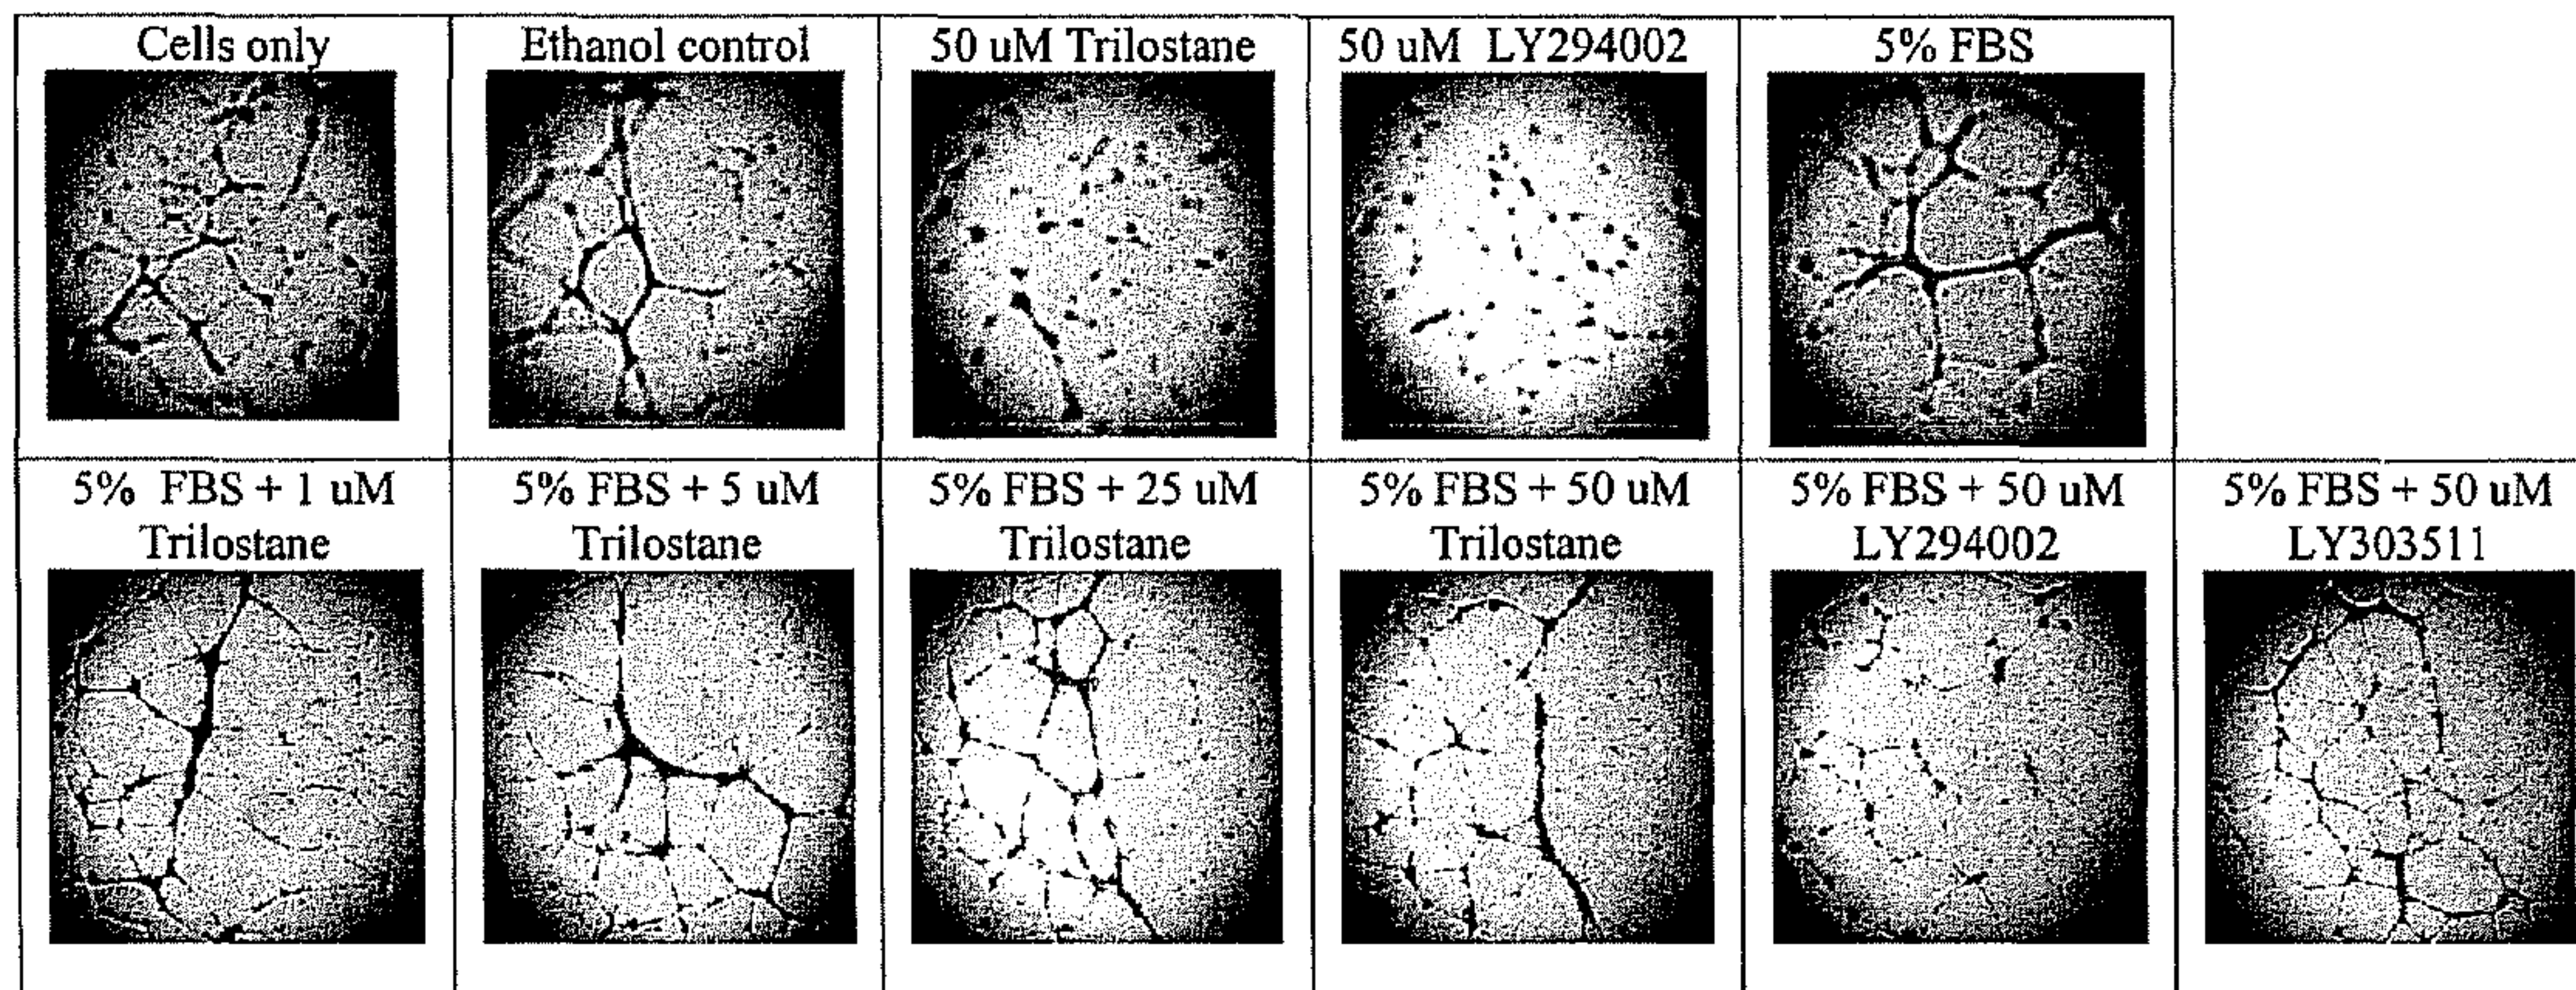 Cells only
Ethanol control
50 uM Trilostane
50 uM LY294002
5% FBS
5% FBS + 1 uM
Trilostane
5% FBS + 5 uM
Trilostane
5% FBS + 25 uM
Trilostane
5% FBS + 50 uM
Trilostane
5% FBS + 50 uM
LY294002
5% FBS + 50 uM
LY303511